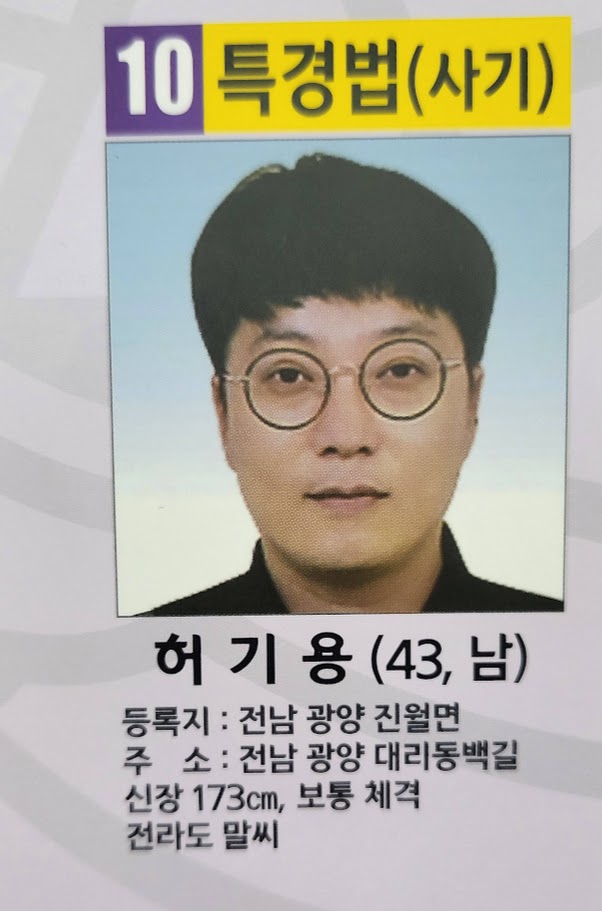 10 특경법(사기)
허기용 (43, 남)
등록지 : 전남 광양 진월면
주 소 : 전남 광양 대리동백길
신장 173cm, 보통 체격
전라도 말씨